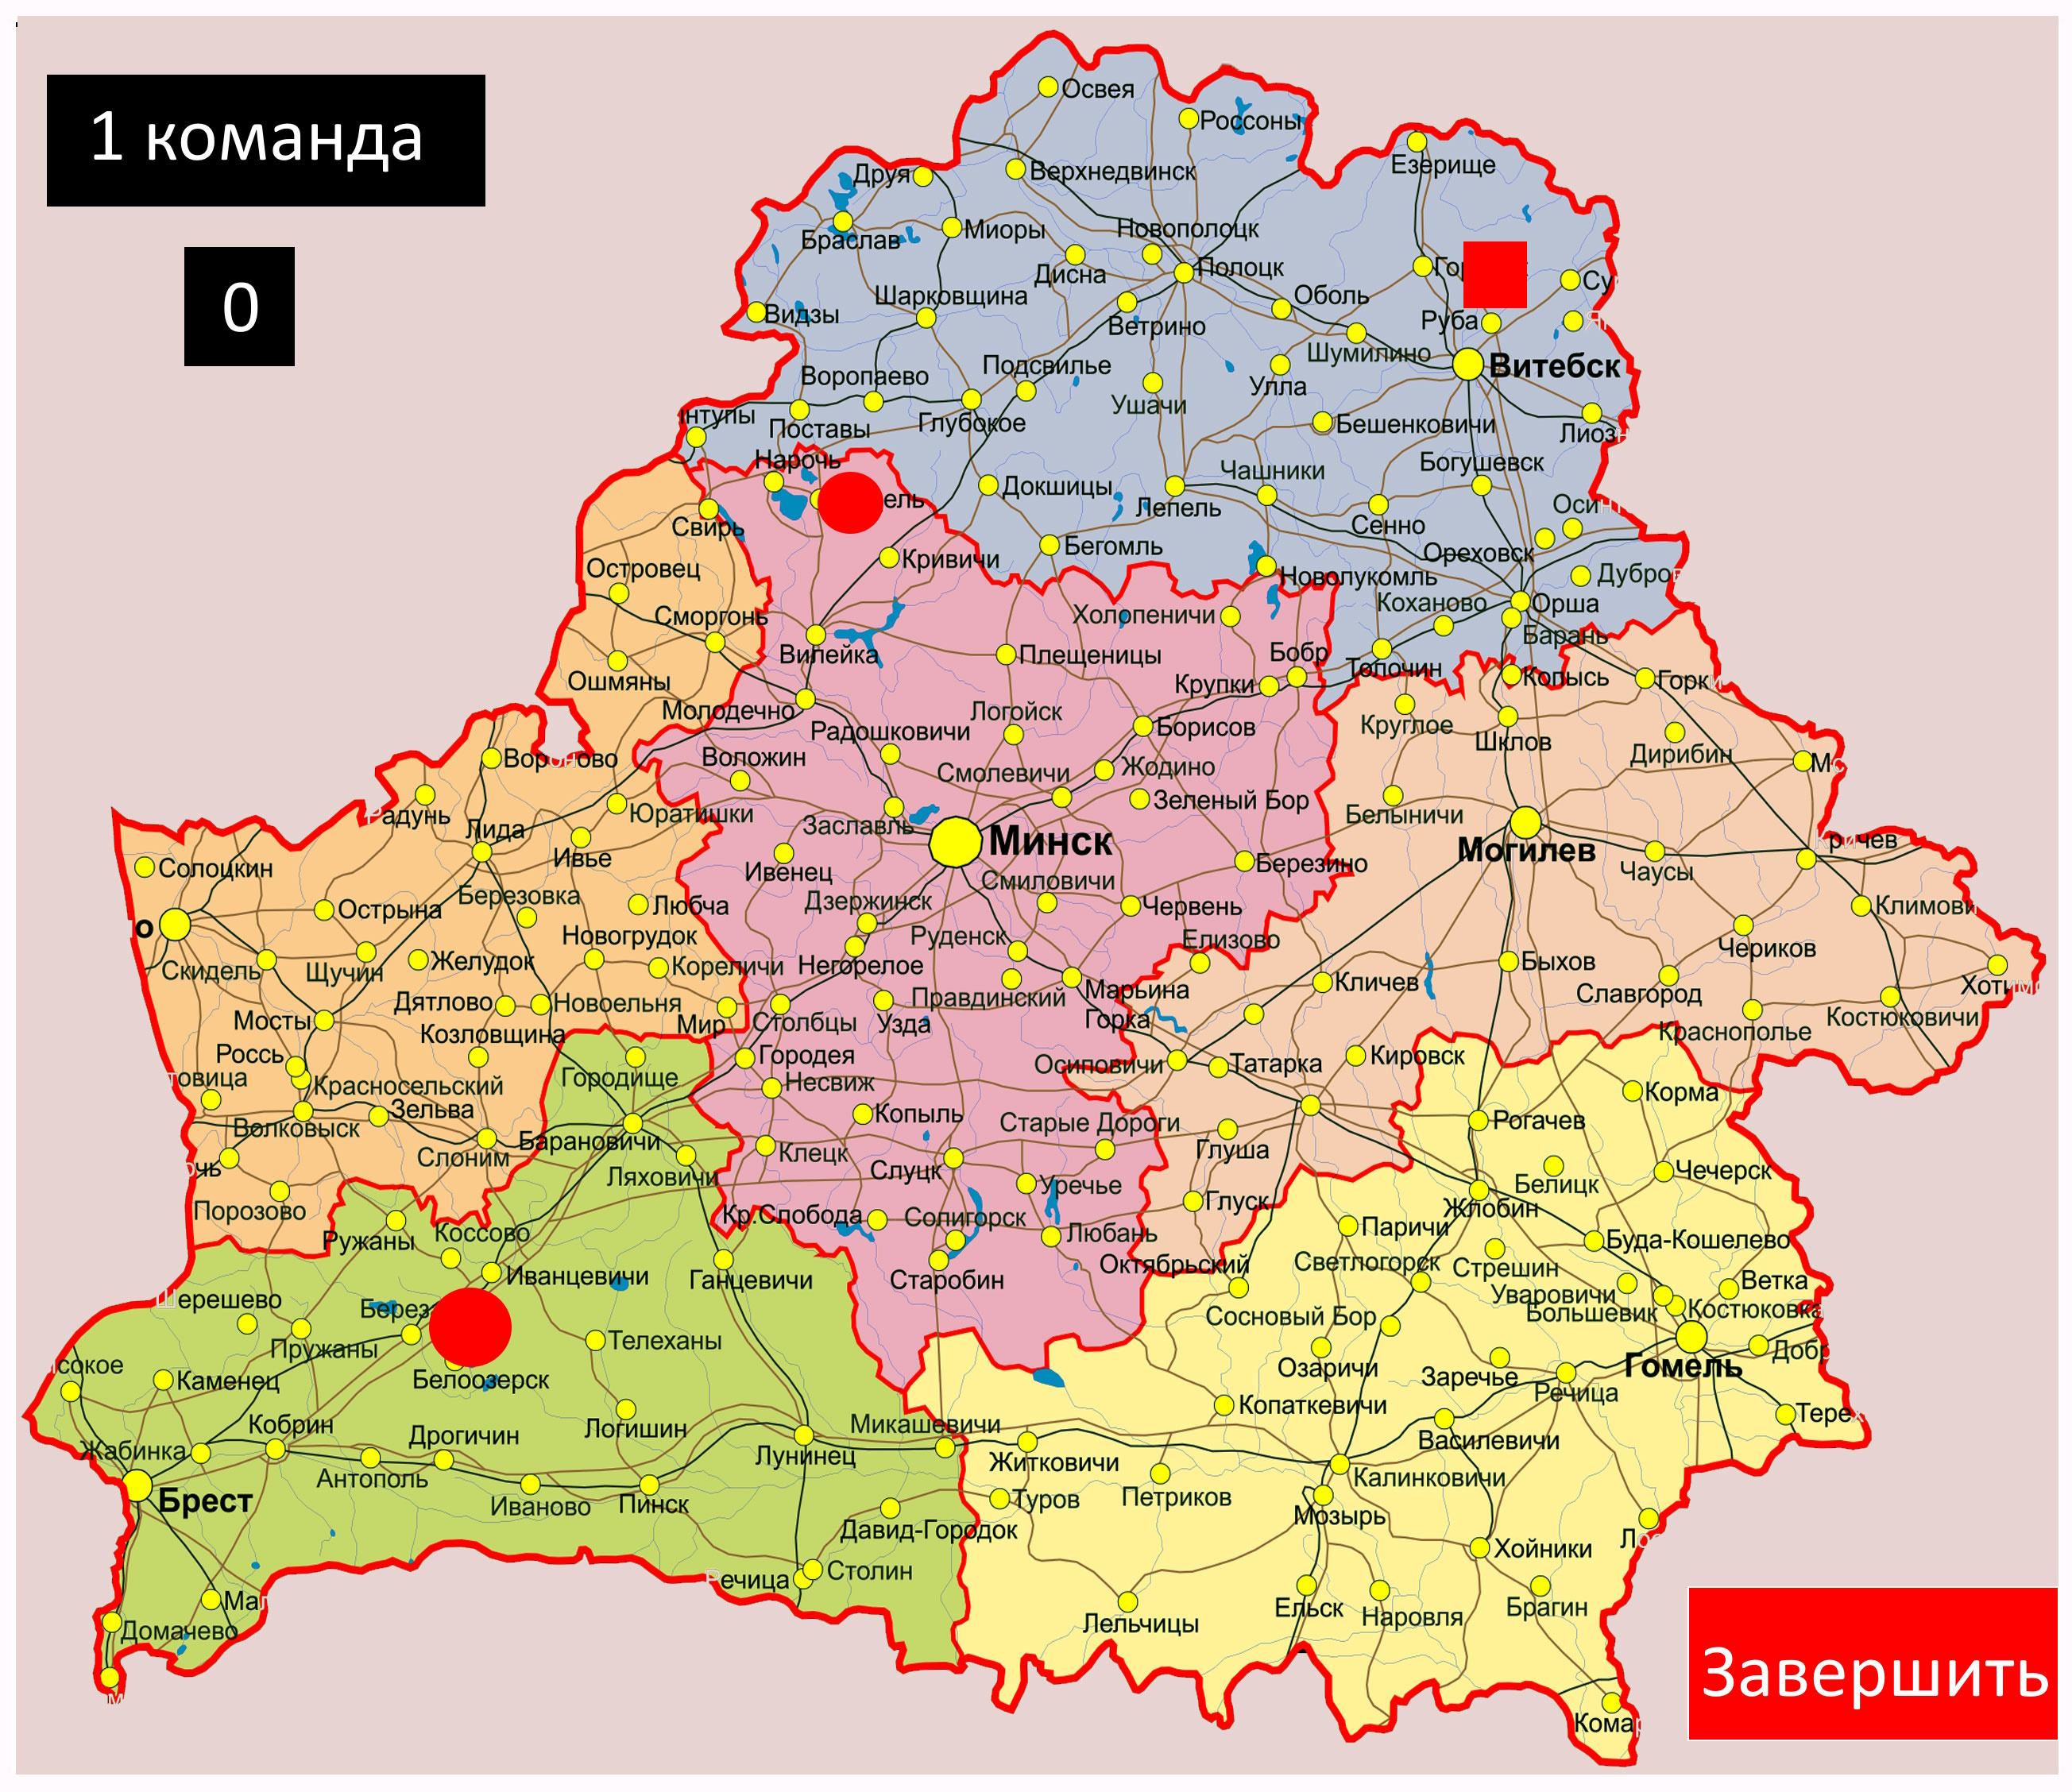 1 команда
0
Освея
Россоны
Езерище
Верхнедвинск
Друя
Браслав
Миоры
Новополоцк
Дисна
Полоцк
Шарковщина
Оболь
Видзы
Ветрино
Руба
Шумилино
Витебск
Подсвилье
Воропаево
Улла
Ушачи
Поставы
Глубокое
Бешенковичи
Нарочь
Чашники
Богушевск
Докшицы
Лепель
Свирь
Сенно
Бегомль
Ореховск
Кривичи
Островец
Новолукомль
Коханово
Орша
Сморгонь
Холопеничи
Барань
Вилейка
Плещеницы
Бобр
Топочин
Ошмяны
Крупки
Копысь
Горки
Молодечно
Логойск
Радошковичи
Борисов
Круглое
Шклов
Дирибин
Вороново
Воложин
Смолевичи
Жодино
Юратишки
Зеленый Бор
Белыничи
Радунь
Лида
Заславль
Минск
Могилев
Ивье
Кричев
Солоцкин
Ивенец
Смиловичи
Березино
Чаусы
Березовка
Острына
Любча
Дзержинск
Червень
Климови
Новогрудок
Руденск
Елизово
Чериков
Скидель
Щучин
Желудок
Кореличи
Негорелое
Быхов
Кличев
Хотимс
Дятлово
Новоельня
Правдинский
Марьина
Горка
Славгород
Мосты
Козловщина
Мир
Столбцы
Узда
Краснополье
Костюковичи
Россь
Городея
Осиповичи
Татарка
Кировск
Городище
Несвиж
Красносельский
Зельва
Корма
Волковыск
Копыль
Старые Дороги
Рогачев
Барановичи
Слоним
Клецк
Глуша
Ляховичи
Слуцк
Уречье
Белицк
Чечерск
Порозово
Глуск
Жлобин
Кр.Слобода
Солигорск
Паричи
Ружаны
Коссово
Любань
Буда-Кошелево
Иванцевичи
Ганцевичи
Старобин
Октябрьский
Светлогорск
Стрешин
Ветка
Шерешево
Уваровичи
Сосновый Бор
Большевик
Костюковка
Пружаны
Телеханы
Гомель
Озаричи
Заречье
Речица
Каменец
Белоозерск
Копаткевичи
Логишин
Кобрин
Дрогичин
Микашевичи
Жабинка
Лунинец
Житковичи
Василевичи
Антополь
Калинковичи
Брест
Иваново
Пинск
Туров
Петриков
Мозырь
Давид-Городок
Хойники
Речица
Столин
Домачево
Лельчицы
Ельск
Наровля
Брагин
Завершить